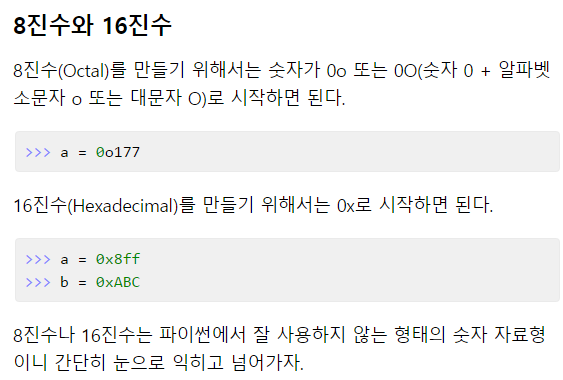 8진수와 16진수
8진수(Octal)를 만들기 위해서는 숫자가 0o 또는 0O(숫자 0 + 알파벳
소문자 o 또는 대문자 O)로 시작하면 된다.
>>> a = 0o177
16진수(Hexadecimal)를 만들기 위해서는 0x로 시작하면 된다.
>>> a = 0x8ff
>>> b = 0xABC
8진수나 16진수는 파이썬에서 잘 사용하지 않는 형태의 숫자 자료형
이니 간단히 눈으로 익히고 넘어가자.